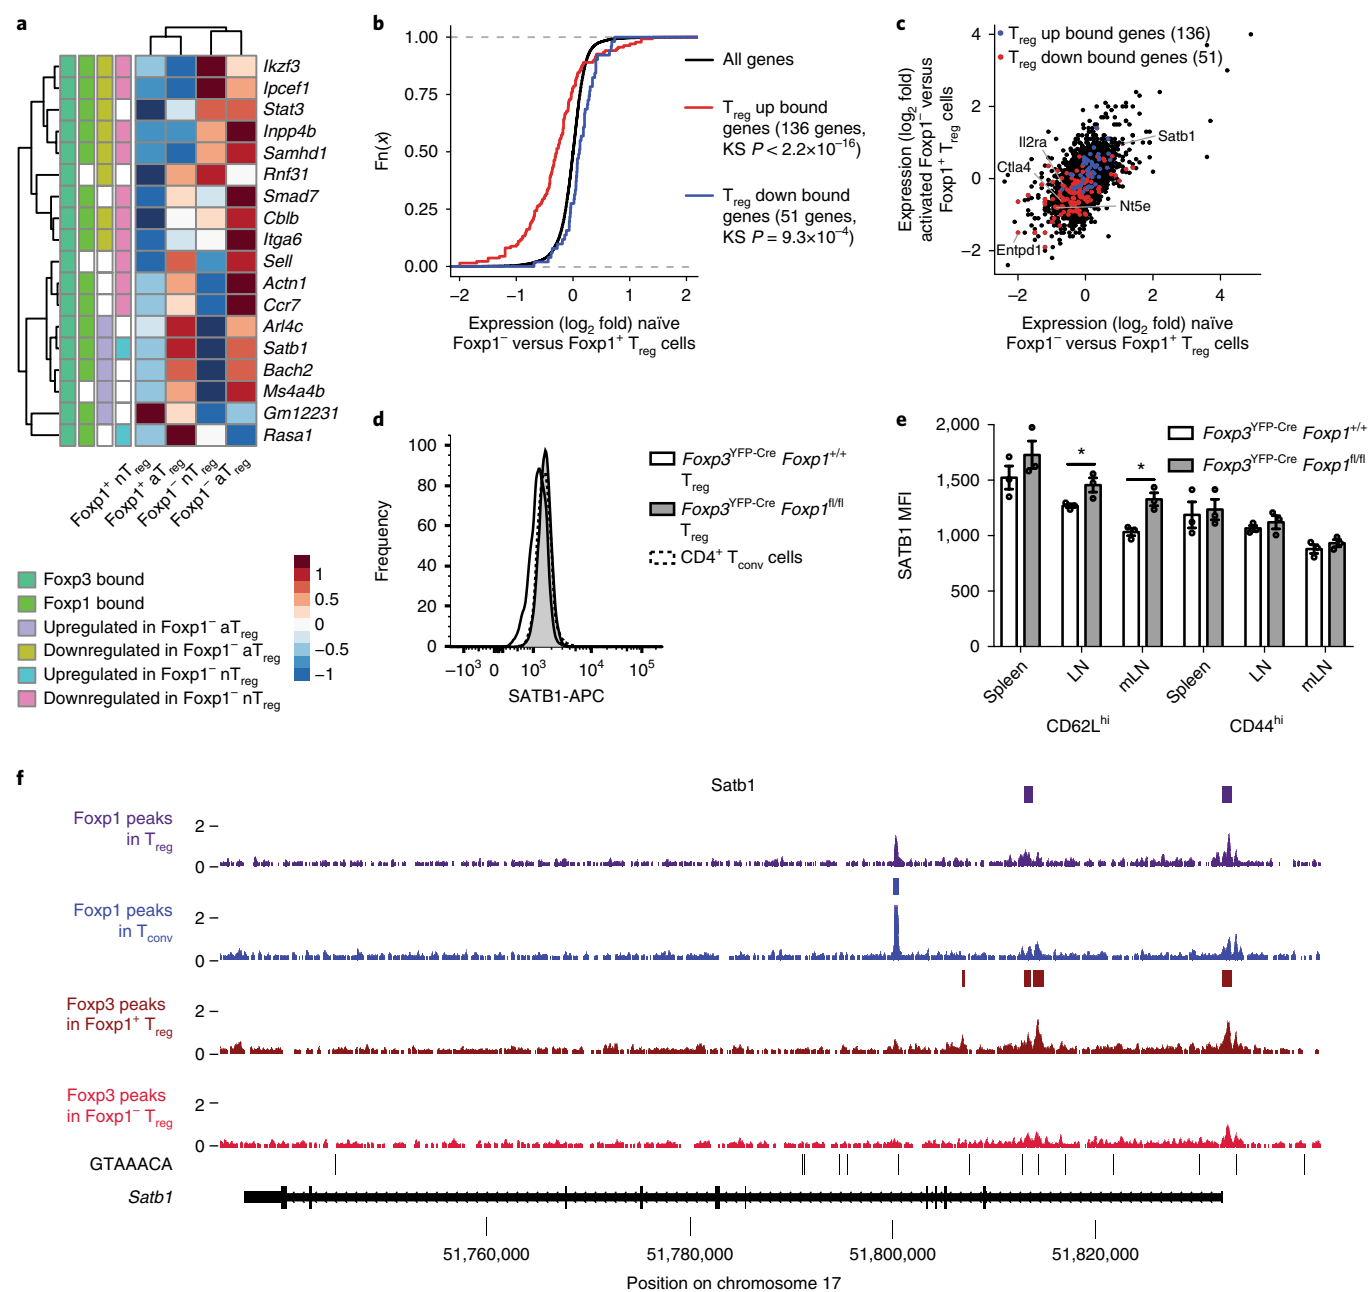 a
Ikzf3
Ipcef1
Stat3
Inpp4b
Samhd1
Rnf31
Smad7
Cblb
Itga6
Sell
Actn1
Ccr7
Arl4c
Satb1
Bach2
Ms4a4b
Gm12231
Rasa1
Foxp1⁺ nTreg
Foxp1⁺ aTreg
Foxp1⁻ nTreg
Foxp1⁻ aTreg
Foxp3 bound
Foxp1 bound
Upregulated in Foxp1⁻ aTreg
Downregulated in Foxp1⁻ aTreg
Upregulated in Foxp1⁻ nTreg
Downregulated in Foxp1⁻ nTreg
1
0.5
0
−0.5
−1
b
Fn(x)
1.00
0.75
0.50
0.25
0.00
−2 −1 0 1 2
Expression (log2 fold) naïve
Foxp1⁻ versus Foxp1⁺ Treg cells
All genes
Treg up bound
genes (136 genes,
KS P < 2.2×10⁻¹⁶)
Treg down bound
genes (51 genes,
KS P = 9.3×10⁻⁴)
c
Expression (log2 fold)
activated Foxp1⁻ versus
Foxp1⁺ Treg cells
4
2
0
−2
Treg up bound genes (136)
Treg down bound genes (51)
Il2ra
Satb1
Ctla4
Nt5e
Entpd1
−2 0 2 4
Expression (log2 fold) naïve
Foxp1⁻ versus Foxp1⁺ Treg cells
d
Frequency
100
80
60
40
20
0
−10³ 0 10³ 10⁴ 10⁵
SATB1-APC
Foxp3YFP-Cre Foxp1+/+
Treg
Foxp3YFP-Cre Foxp1fl/fl
Treg
CD4⁺ Tconv cells
e
SATB1 MFI
2,000
1,500
1,000
500
0
Foxp3YFP-Cre Foxp1+/+
Foxp3YFP-Cre Foxp1fl/fl
* *
Spleen LN mLN Spleen LN mLN
CD62Lhi CD44hi
f
Satb1
Foxp1 peaks
in Treg
2
0
Foxp1 peaks
in Tconv
2
0
Foxp3 peaks
in Foxp1⁺ Treg
2
0
Foxp3 peaks
in Foxp1⁻ Treg
2
0
GTAAACA
Satb1
51,760,000 51,780,000 51,800,000 51,820,000
Position on chromosome 17